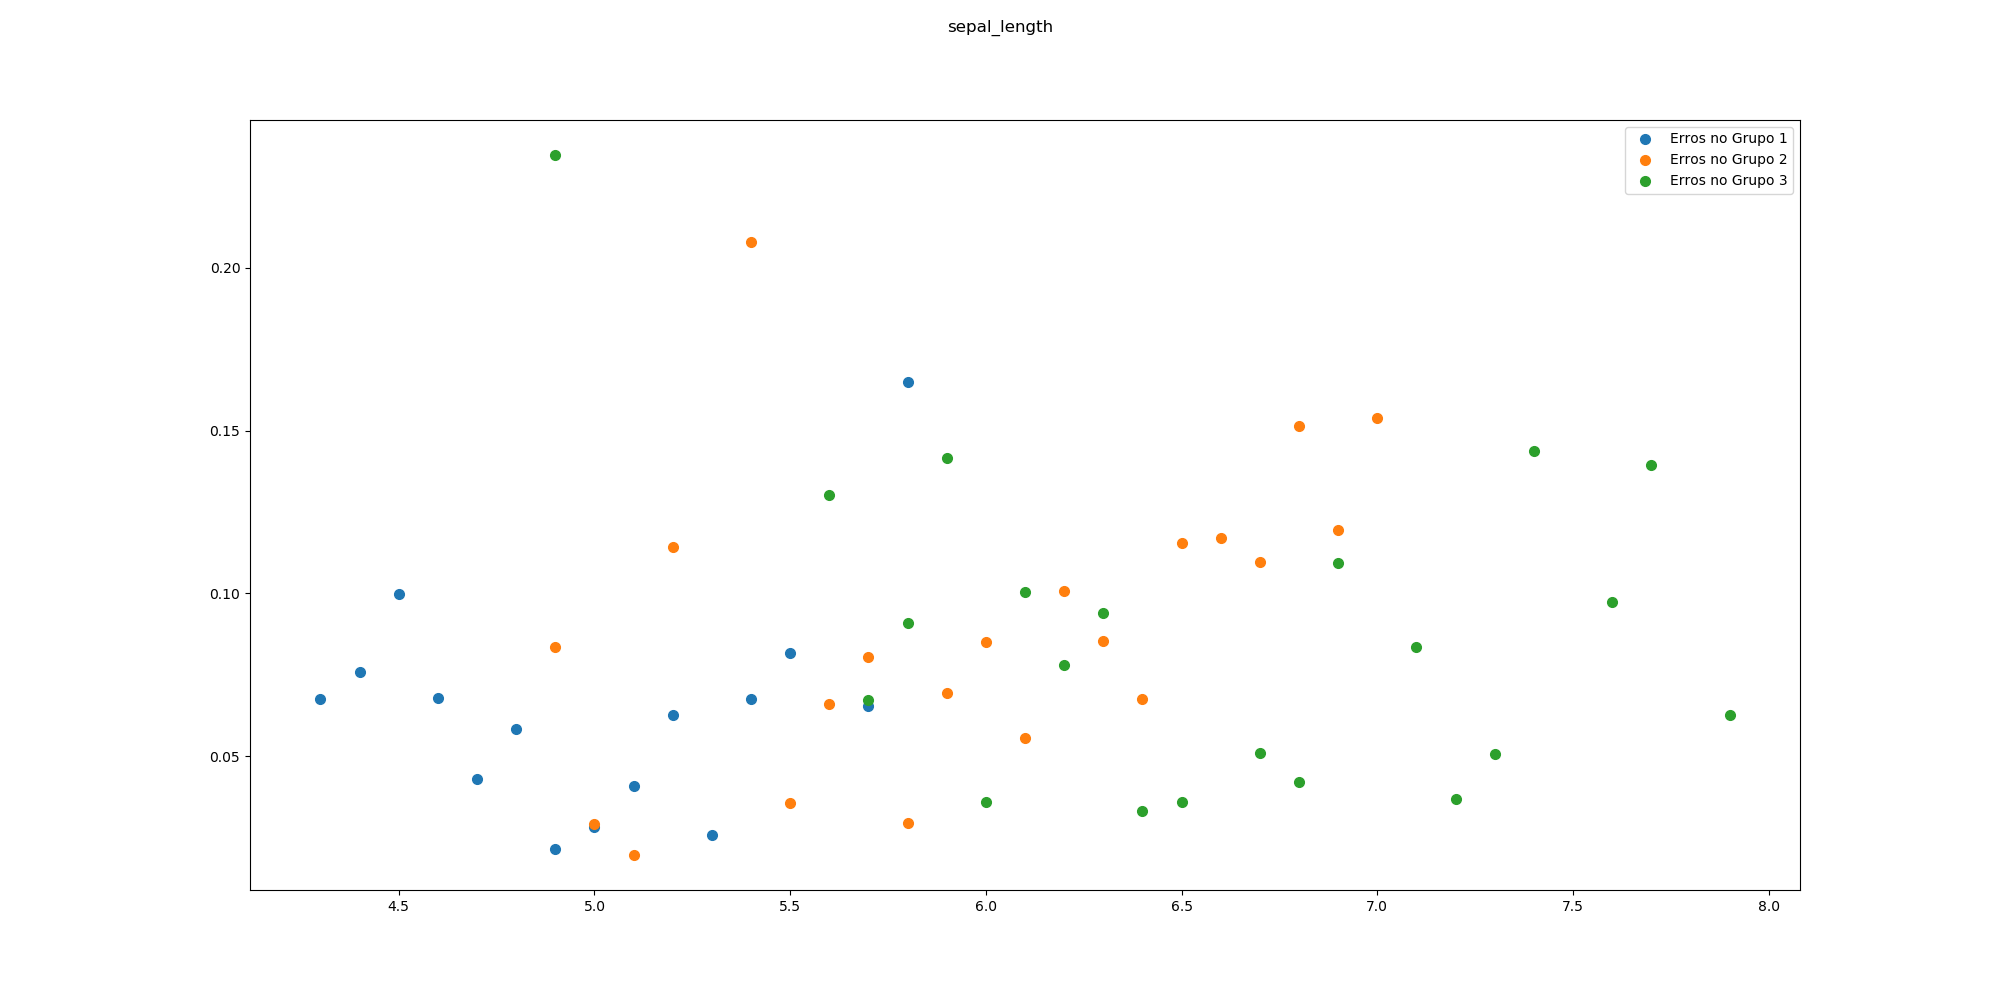 sepal_length
Erros no Grupo 1
Erros no Grupo 2
Erros no Grupo 3
0.20
0.15
0.10
0.05
4.5 5.0 5.5 6.0 6.5 7.0 7.5 8.0